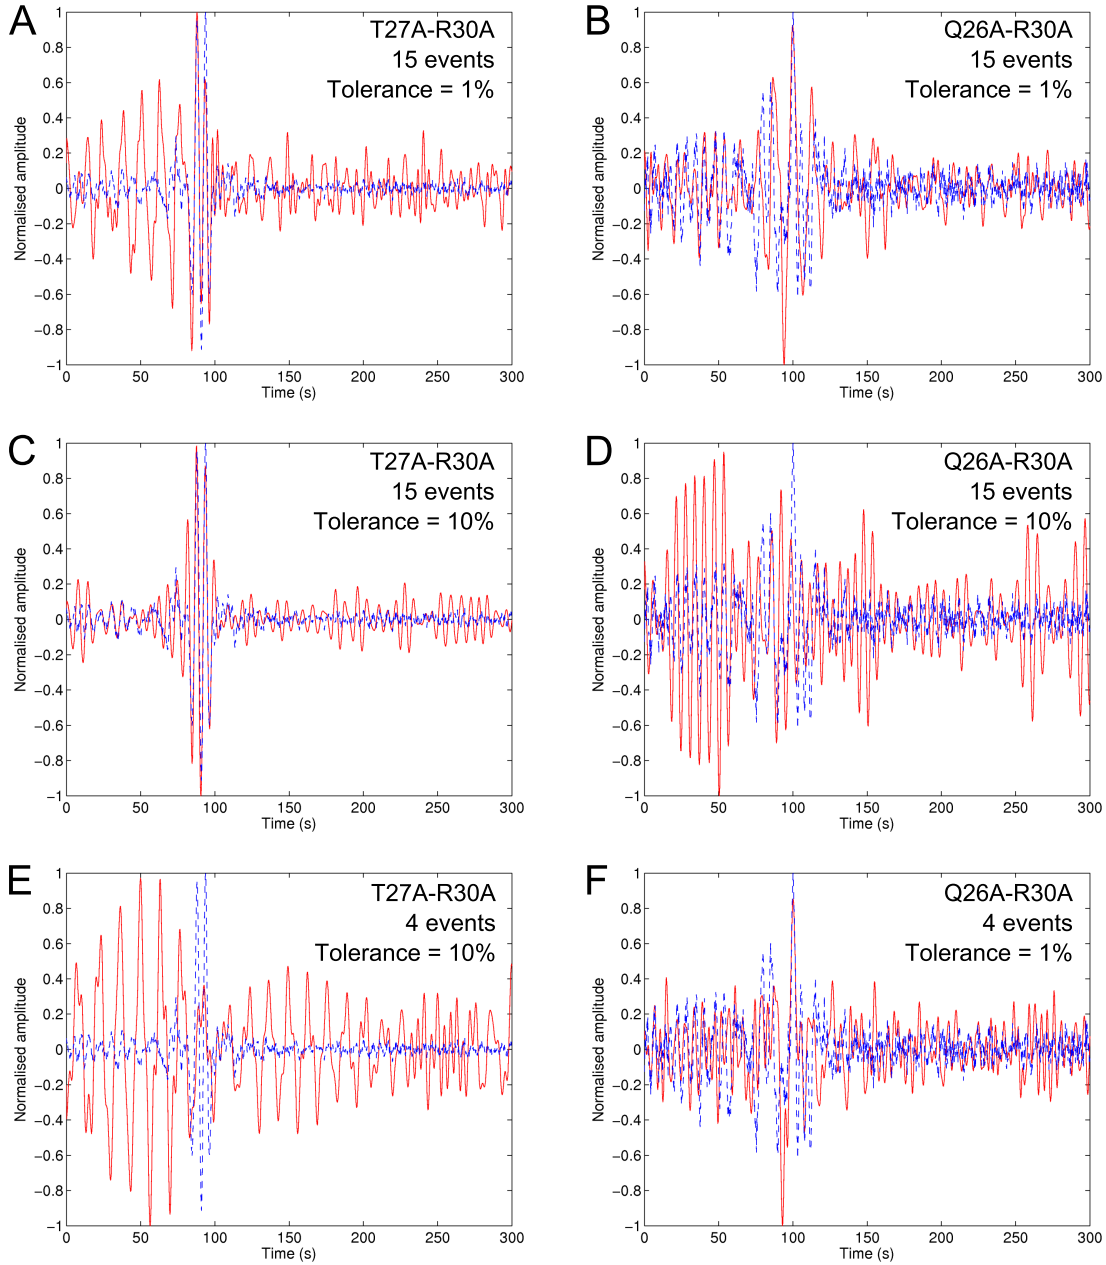 A
T27A-R30A
15 events
Tolerance = 1%
Normalised amplitude
1
0.8
0.6
0.4
0.2
0
−0.2
−0.4
−0.6
−0.8
−1
0 50 100 150 200 250 300
Time (s)
B
Q26A-R30A
15 events
Tolerance = 1%
Normalised amplitude
1
0.8
0.6
0.4
0.2
0
−0.2
−0.4
−0.6
−0.8
−1
0 50 100 150 200 250 300
Time (s)
C
T27A-R30A
15 events
Tolerance = 10%
Normalised amplitude
1
0.8
0.6
0.4
0.2
0
−0.2
−0.4
−0.6
−0.8
−1
0 50 100 150 200 250 300
Time (s)
D
Q26A-R30A
15 events
Tolerance = 10%
Normalised amplitude
1
0.8
0.6
0.4
0.2
0
−0.2
−0.4
−0.6
−0.8
−1
0 50 100 150 200 250 300
Time (s)
E
T27A-R30A
4 events
Tolerance = 10%
Normalised amplitude
1
0.8
0.6
0.4
0.2
0
−0.2
−0.4
−0.6
−0.8
−1
0 50 100 150 200 250 300
Time (s)
F
Q26A-R30A
4 events
Tolerance = 1%
Normalised amplitude
1
0.8
0.6
0.4
0.2
0
−0.2
−0.4
−0.6
−0.8
−1
0 50 100 150 200 250 300
Time (s)